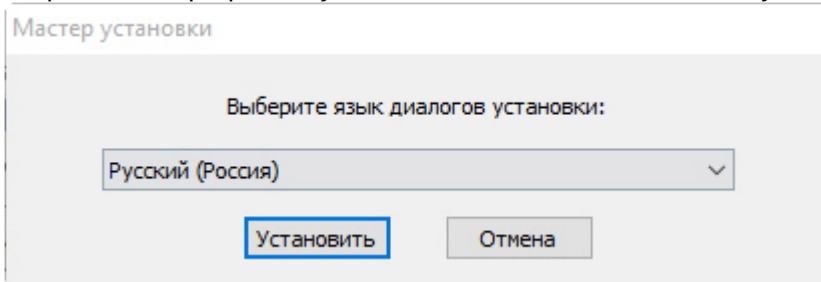 Мастер установки
Выберите язык диалогов установки:
Русский (Россия)
Установить
Отмена